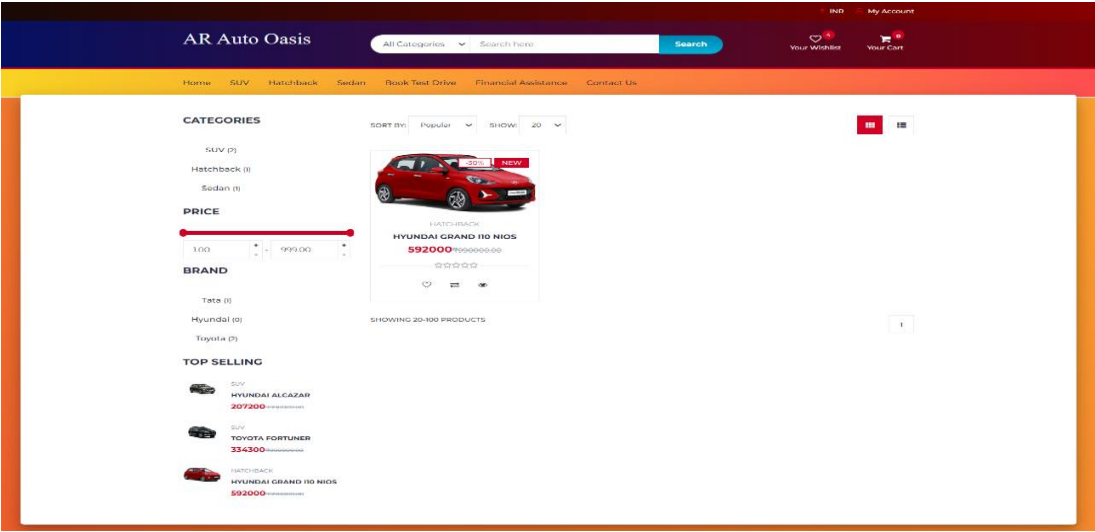 INR My Account
AR Auto Oasis
All Categories Search here Search
Your Wishlist
0
Your Cart
Home SUV Hatchback Sedan Book Test Drive Financial Assistance Contact Us
CATEGORIES
SUV (2)
Hatchback (1)
Sedan (1)
PRICE
1.00 - 999.00
BRAND
Tata (1)
Hyundai (0)
Toyota (2)
TOP SELLING
SUV
HYUNDAI ALCAZAR
207200
SUV
TOYOTA FORTUNER
334300
HATCHBACK
HYUNDAI GRAND I10 NIOS
592000
SORT BY: Popular SHOW: 20
-30% NEW
HATCHBACK
HYUNDAI GRAND I10 NIOS
592000 ₹990000.00
SHOWING 20-100 PRODUCTS
1